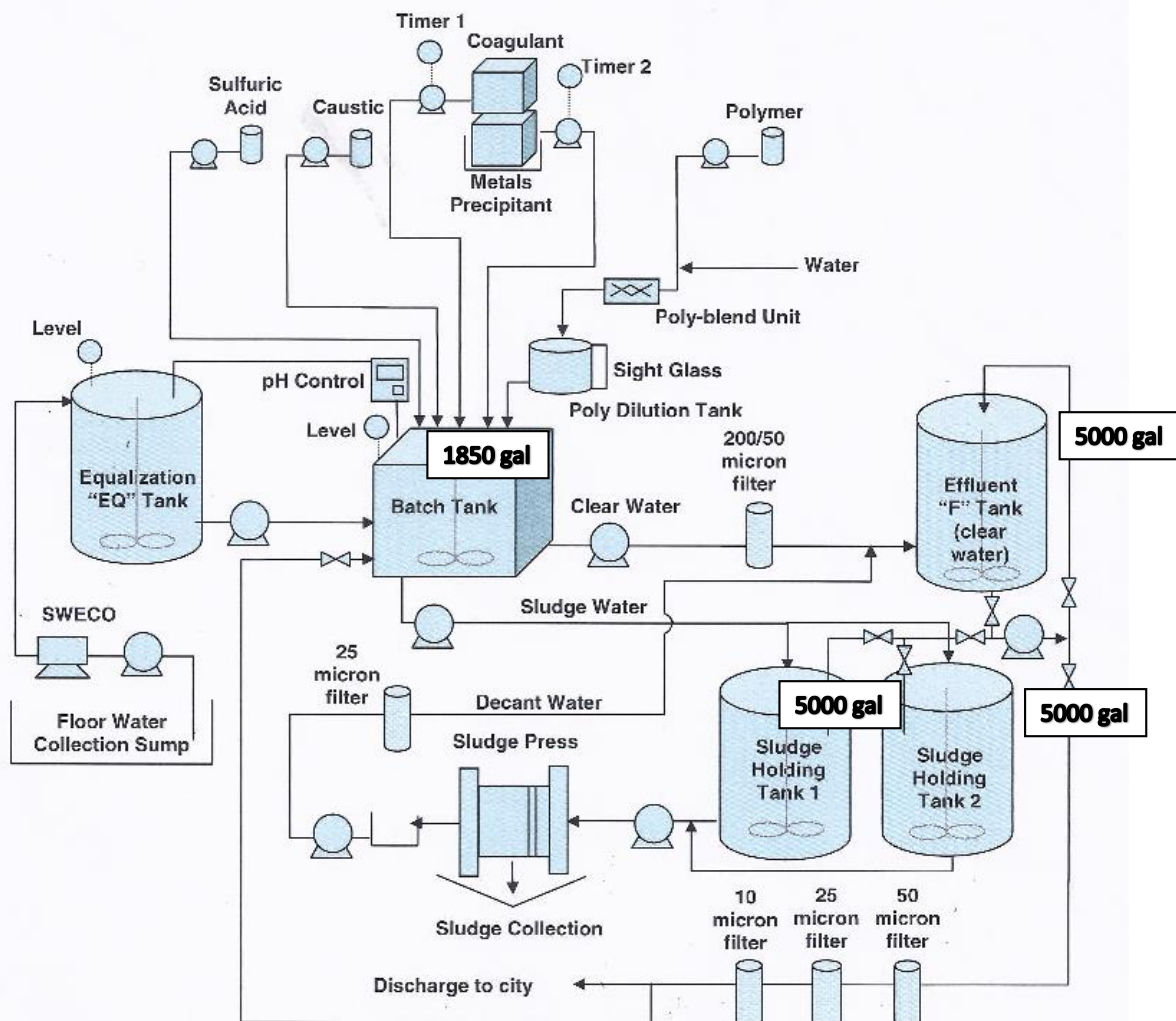 Timer 1
Coagulant
Timer 2
Sulfuric
Acid
Caustic
Polymer
Metals
Precipitant
Water
Poly-blend Unit
Level
pH Control
Sight Glass
Poly Dilution Tank
Level
200/50
micron
filter
5000 gal
1850 gal
Equalization
“EQ” Tank
Batch Tank
Clear Water
Effluent
“F” Tank
(clear
water)
SWECO
Sludge Water
25
micron
filter
Decant Water
5000 gal
5000 gal
Floor Water
Collection Sump
Sludge Press
Sludge
Holding
Tank 1
Sludge
Holding
Tank 2
10
micron
filter
25
micron
filter
50
micron
filter
Sludge Collection
Discharge to city